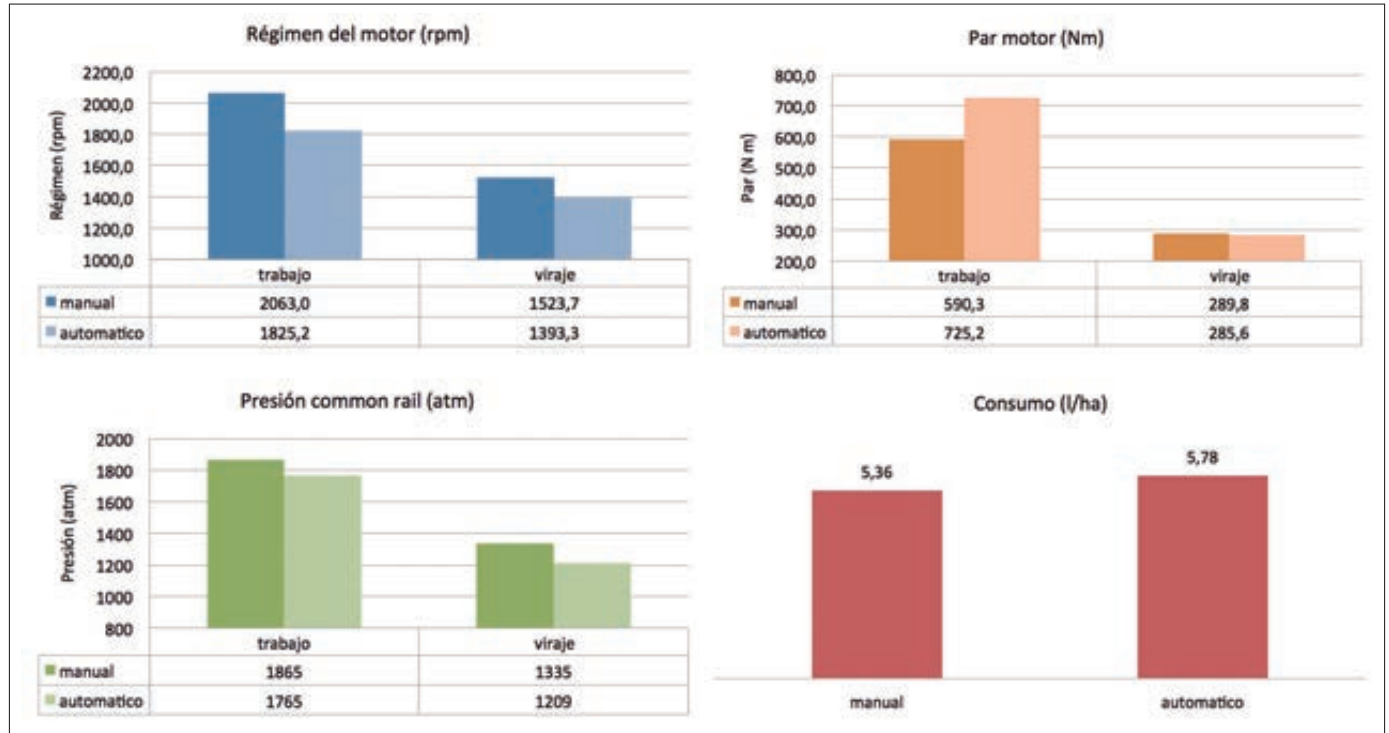 Régimen del motor (rpm)
Régimen (rpm)
2200,0
2000,0
1800,0
1600,0
1400,0
1200,0
1000,0
trabajo viraje
manual 2063,0 1523,7
automatico 1825,2 1393,3
Par motor (Nm)
Par (N m)
800,0
700,0
600,0
500,0
400,0
300,0
200,0
trabajo viraje
manual 590,3 289,8
automatico 725,2 285,6
Presión common rail (atm)
Presión (atm)
2000
1800
1600
1400
1200
1000
800
trabajo viraje
manual 1865 1335
automatico 1765 1209
Consumo (l/ha)
5,36 5,78
manual automatico